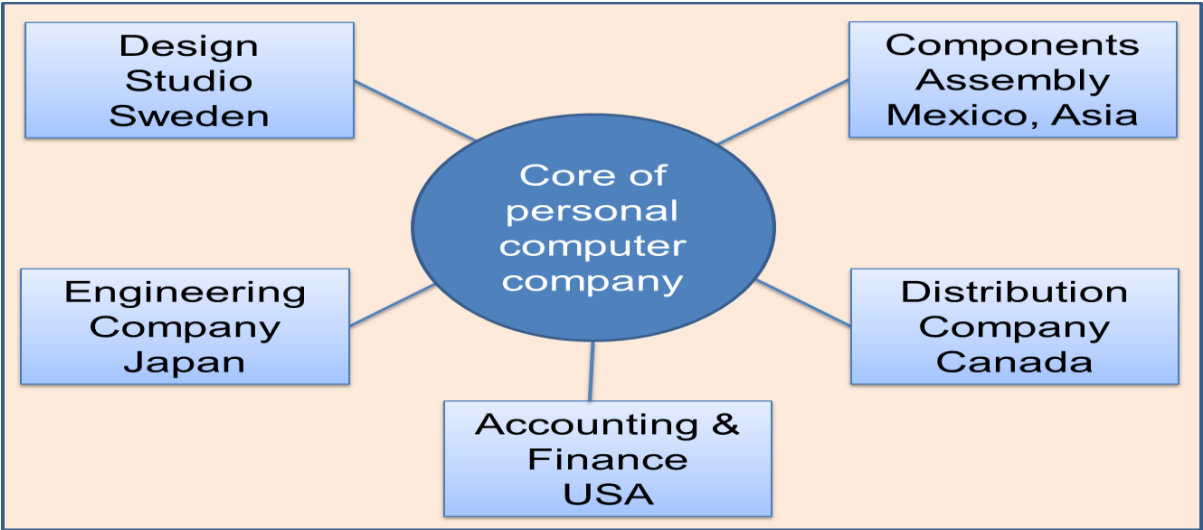 Design
Studio
Sweden
Components
Assembly
Mexico, Asia
Core of
personal
computer
company
Engineering
Company
Japan
Distribution
Company
Canada
Accounting &
Finance
USA